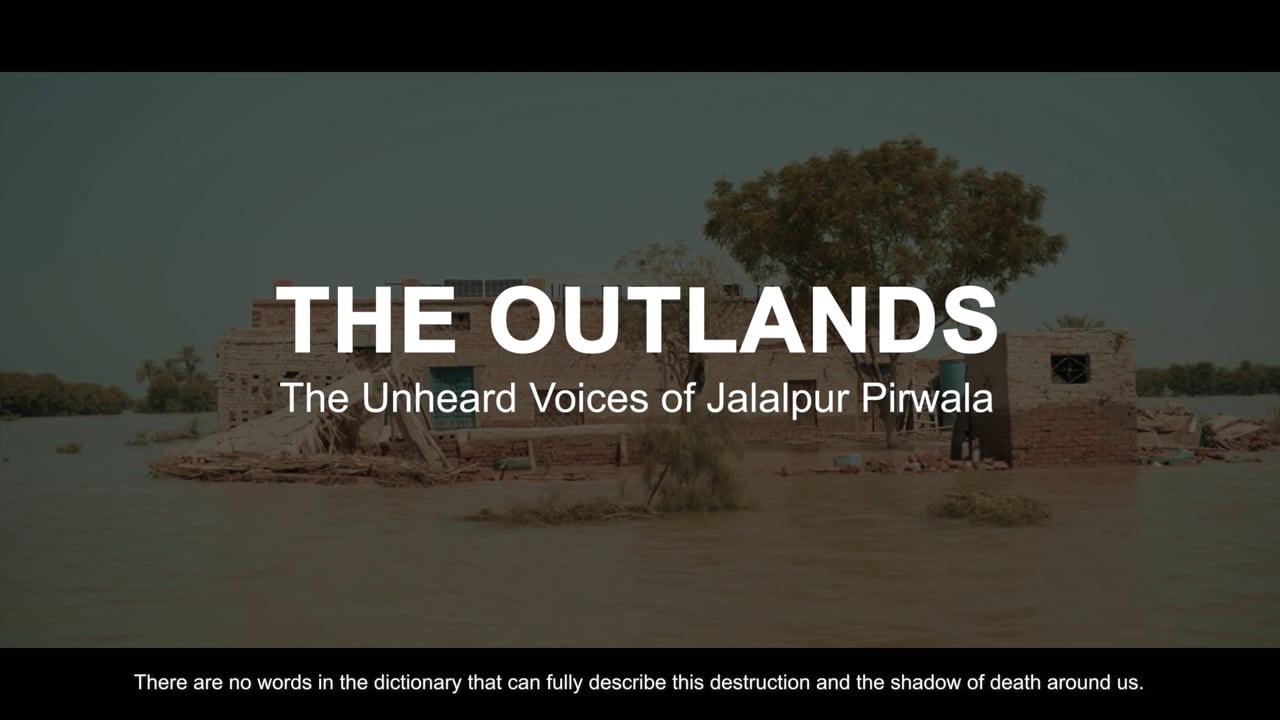 THE OUTLANDS
The Unheard Voices of Jalalpur Pirwala
There are no words in the dictionary that can fully describe this destruction and the shadow of death around us.